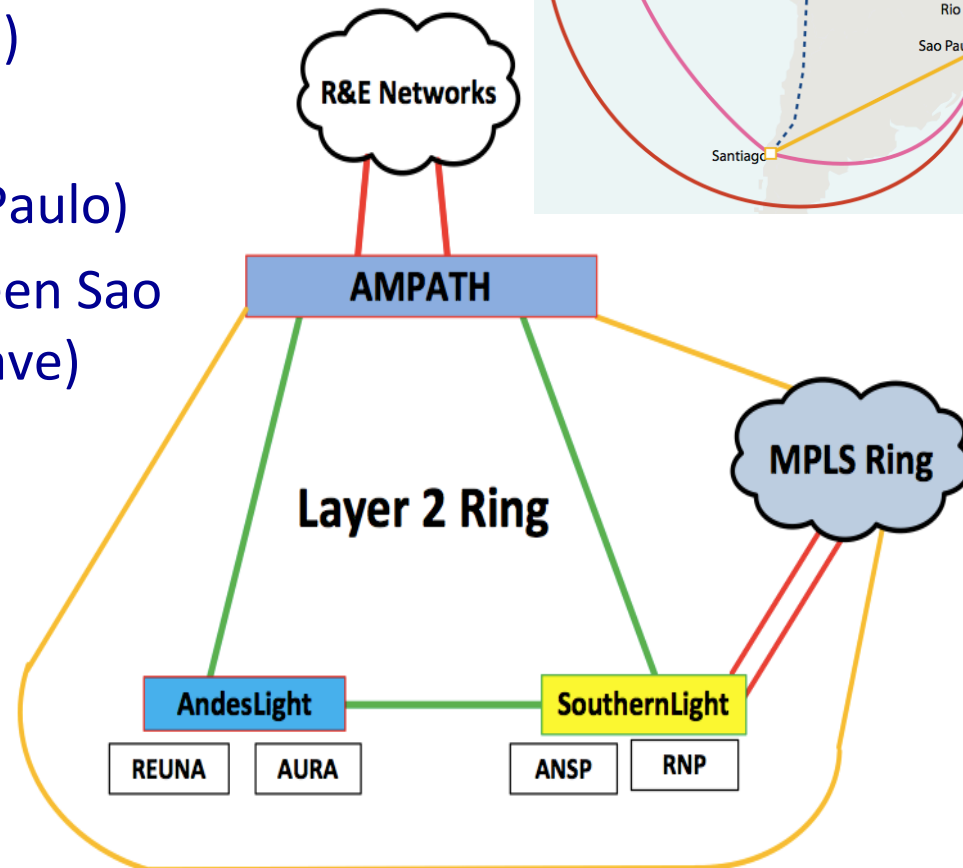 )
Paulo)
en Sao
ave)
Rio
Sao Pau
Santiago
R&E Networks
AMPATH
MPLS Ring
Layer 2 Ring
AndesLight
SouthernLight
REUNA
AURA
ANSP
RNP